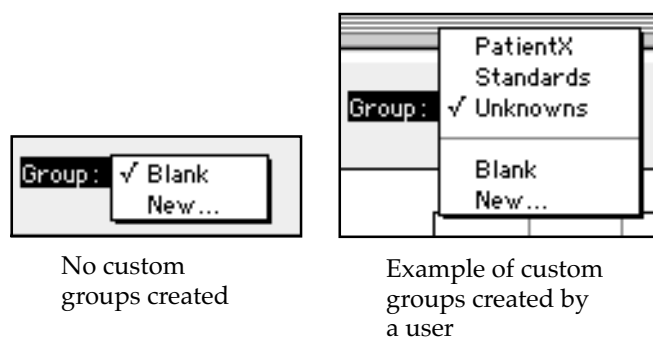 Group: √ Blank
New...
No custom
groups created
PatientX
Standards
Group: √ Unknowns
Blank
New...
Example of custom
groups created by
a user